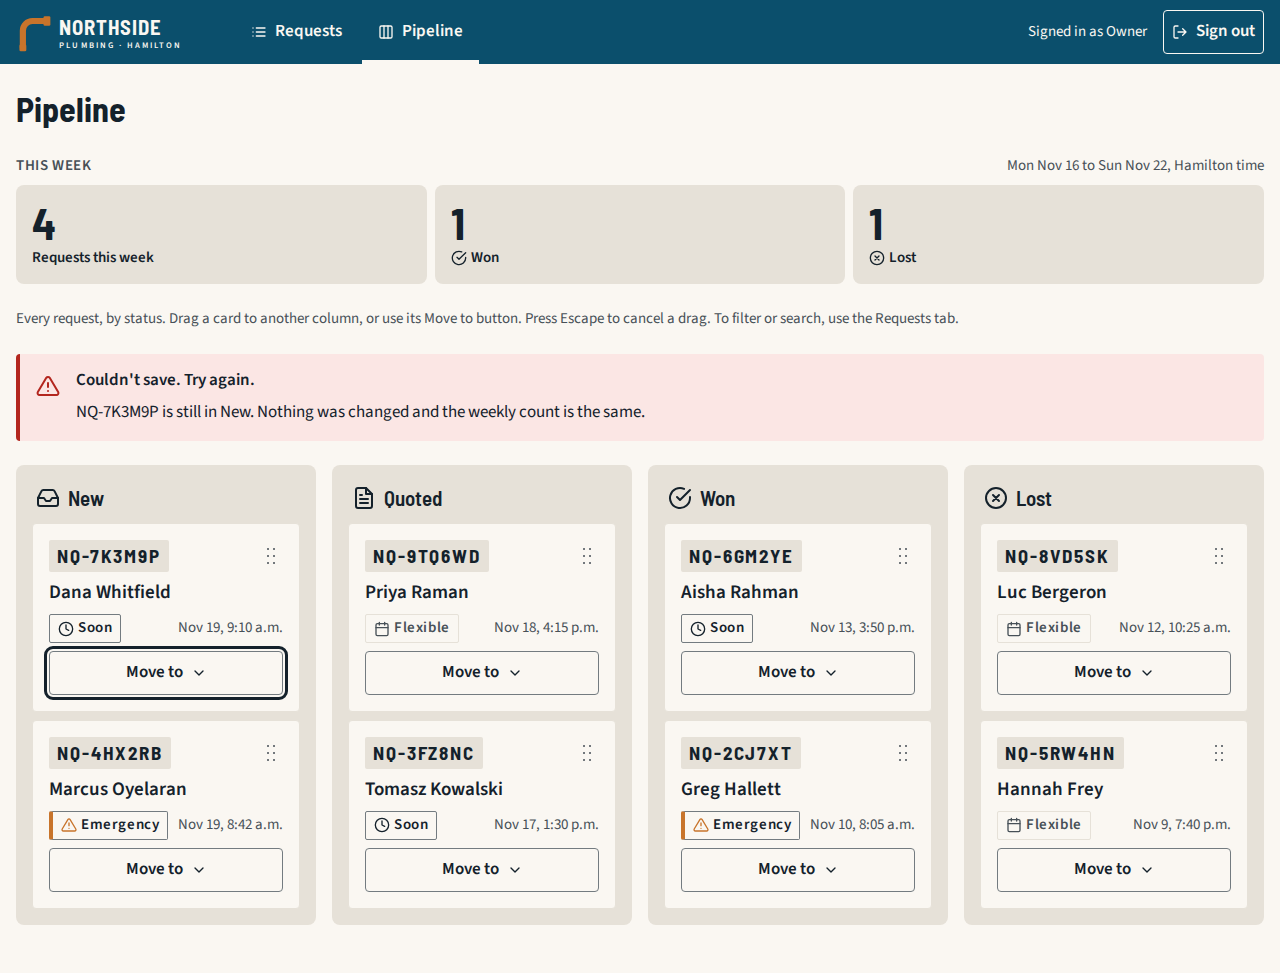 NORTHSIDE
PLUMBING · HAMILTON
Requests
Pipeline
Signed in as Owner
Sign out
Pipeline
THIS WEEK
Mon Nov 16 to Sun Nov 22, Hamilton time
4
Requests this week
1
Won
1
Lost
Every request, by status. Drag a card to another column, or use its Move to button. Press Escape to cancel a drag. To filter or search, use the Requests tab.
Couldn't save. Try again.
NQ-7K3M9P is still in New. Nothing was changed and the weekly count is the same.
New
NQ-7K3M9P
Dana Whitfield
Soon
Nov 19, 9:10 a.m.
Move to
NQ-4HX2RB
Marcus Oyelaran
Emergency
Nov 19, 8:42 a.m.
Move to
Quoted
NQ-9TQ6WD
Priya Raman
Flexible
Nov 18, 4:15 p.m.
Move to
NQ-3FZ8NC
Tomasz Kowalski
Soon
Nov 17, 1:30 p.m.
Move to
Won
NQ-6GM2YE
Aisha Rahman
Soon
Nov 13, 3:50 p.m.
Move to
NQ-2CJ7XT
Greg Hallett
Emergency
Nov 10, 8:05 a.m.
Move to
Lost
NQ-8VD5SK
Luc Bergeron
Flexible
Nov 12, 10:25 a.m.
Move to
NQ-5RW4HN
Hannah Frey
Flexible
Nov 9, 7:40 p.m.
Move to